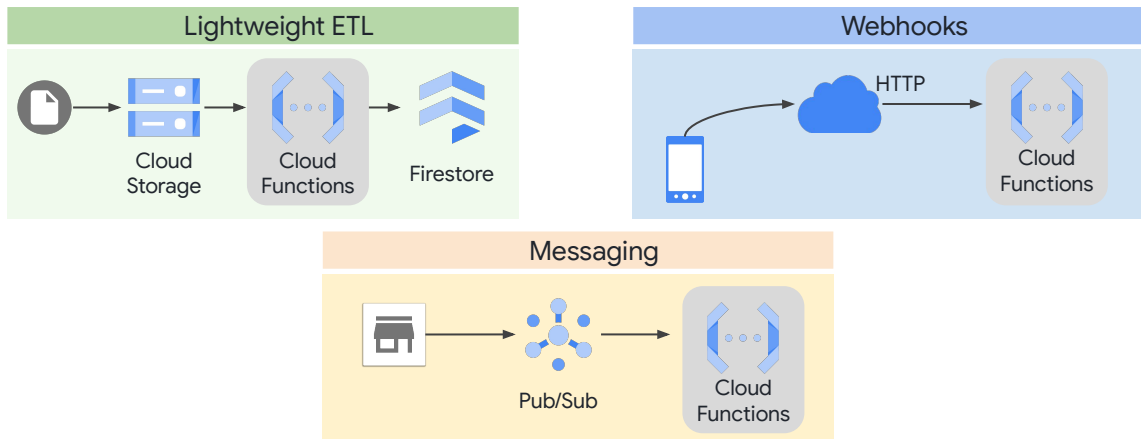 Lightweight ETL
Cloud
Storage
Cloud
Functions
Firestore
Webhooks
HTTP
Cloud
Functions
Messaging
Pub/Sub
Cloud
Functions